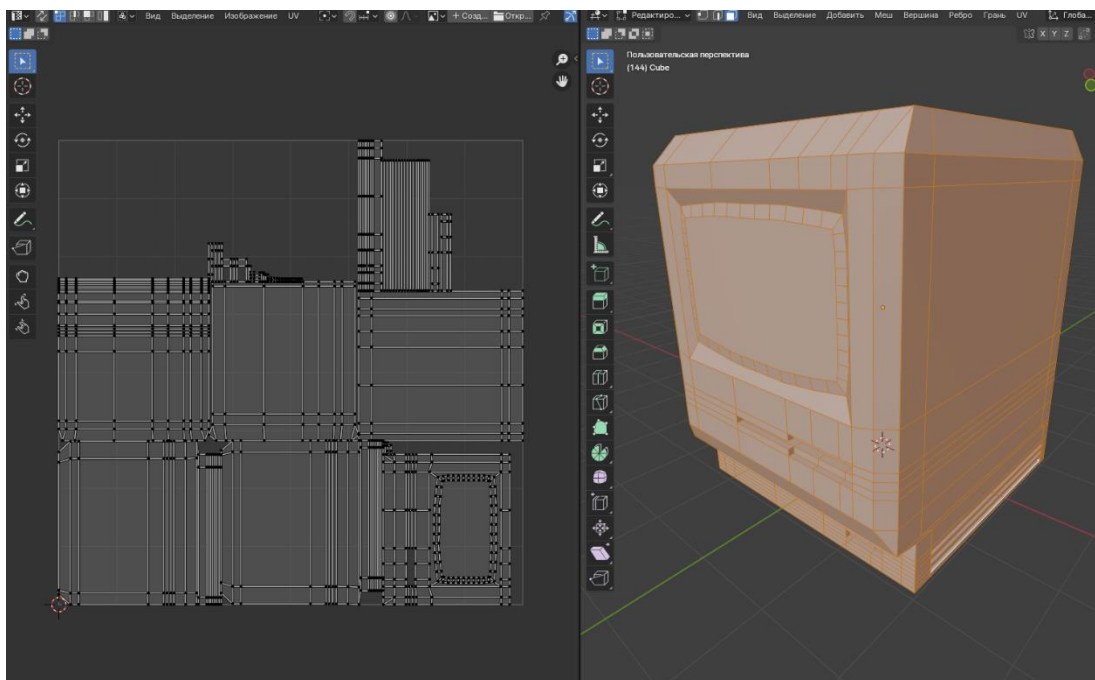 Вид Выделение Изображение UV + Созд... Откр...
Редактиро... Вид Выделение Добавить Меш Вершина Ребро Грань UV Глоба...
X Y Z
Пользовательская перспектива
(144) Cube